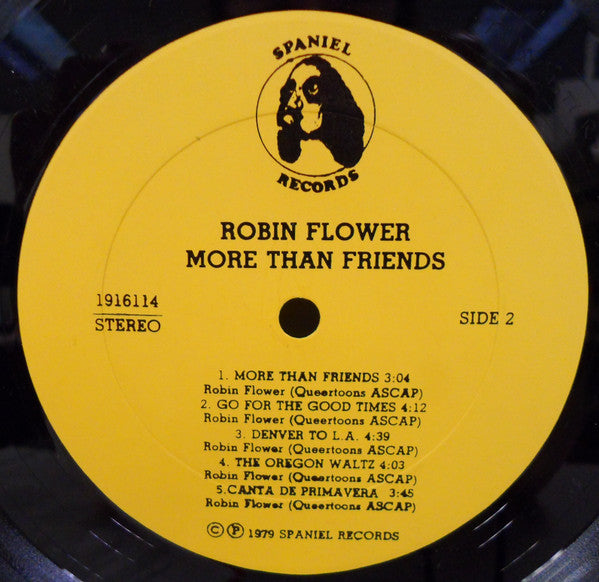 SPANIEL
RECORDS
ROBIN FLOWER
MORE THAN FRIENDS
1916114
STEREO
SIDE 2
1. MORE THAN FRIENDS 3:04
Robin Flower (Queertoons ASCAP)
2. GO FOR THE GOOD TIMES 4:12
Robin Flower (Queertoons ASCAP)
3. DENVER TO L.A. 4:39
Robin Flower (Queertoons ASCAP)
4. THE OREGON WALTZ 4:03
Robin Flower (Queertoons ASCAP)
5.CANTA DE PRIMAVERA 3:45
Robin Flower (Queertoons ASCAP)
©℗ 1979 SPANIEL RECORDS